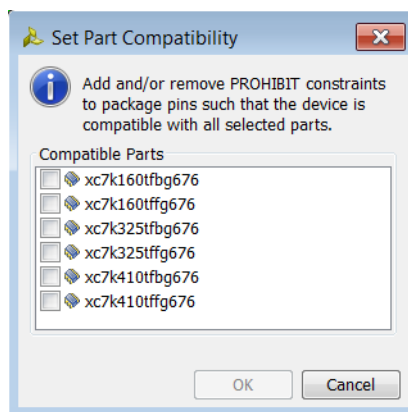 Set Part Compatibility
Add and/or remove PROHIBIT constraints
to package pins such that the device is
compatible with all selected parts.
Compatible Parts
xc7k160tfbg676
xc7k160tffg676
xc7k325tfbg676
xc7k325tffg676
xc7k410tfbg676
xc7k410tffg676
OK
Cancel